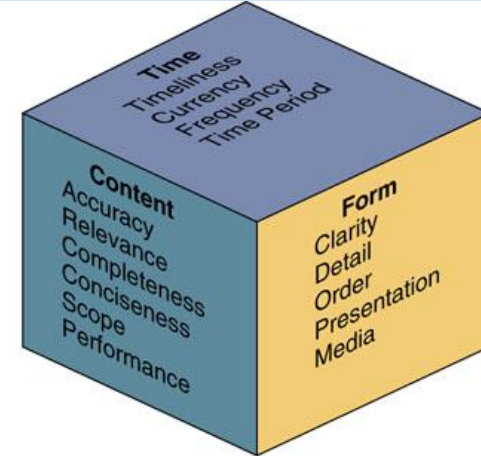 Time
Timeliness
Currency
Frequency
Time Period
Content
Accuracy
Relevance
Completeness
Conciseness
Scope
Performance
Form
Clarity
Detail
Order
Presentation
Media